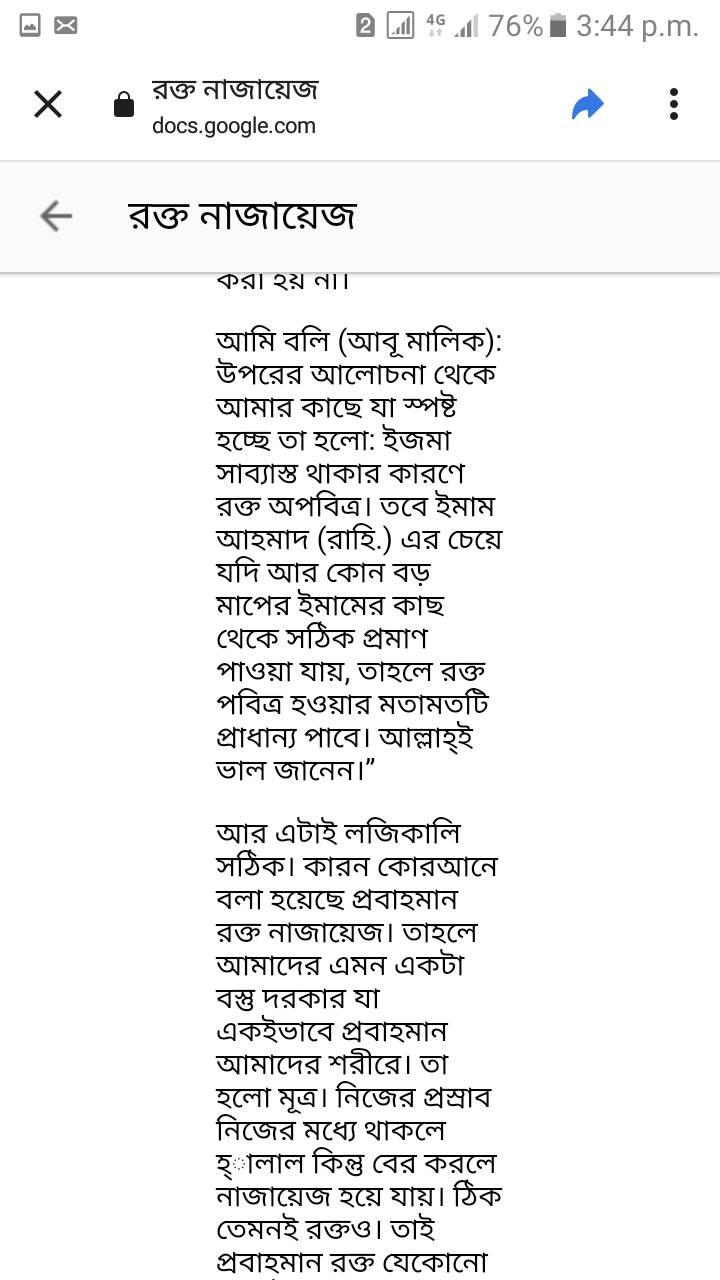 2 4G 76% 3:44 p.m.
রক্ত নাজায়েজ
docs.google.com
রক্ত নাজায়েজ
করা হয় না।
আমি বলি (আবূ মালিক):
উপরের আলোচনা থেকে
আমার কাছে যা স্পষ্ট
হচ্ছে তা হলো: ইজমা
সাব্যাস্ত থাকার কারণে
রক্ত অপবিত্র। তবে ইমাম
আহমাদ (রাহি.) এর চেয়ে
যদি আর কোন বড়
মাপের ইমামের কাছ
থেকে সঠিক প্রমাণ
পাওয়া যায়, তাহলে রক্ত
পবিত্র হওয়ার মতামতটি
প্রাধান্য পাবে। আল্লাহ্ই
ভাল জানেন।”
আর এটাই লজিকালি
সঠিক। কারন কোরআনে
বলা হয়েছে প্রবাহমান
রক্ত নাজায়েজ। তাহলে
আমাদের এমন একটা
বস্তু দরকার যা
একইভাবে প্রবাহমান
আমাদের শরীরে। তা
হলো মূত্র। নিজের প্রস্রাব
নিজের মধ্যে থাকলে
হ্ালাল কিন্তু বের করলে
নাজায়েজ হয়ে যায়। ঠিক
তেমনই রক্তও। তাই
প্রবাহমান রক্ত যেকোনো